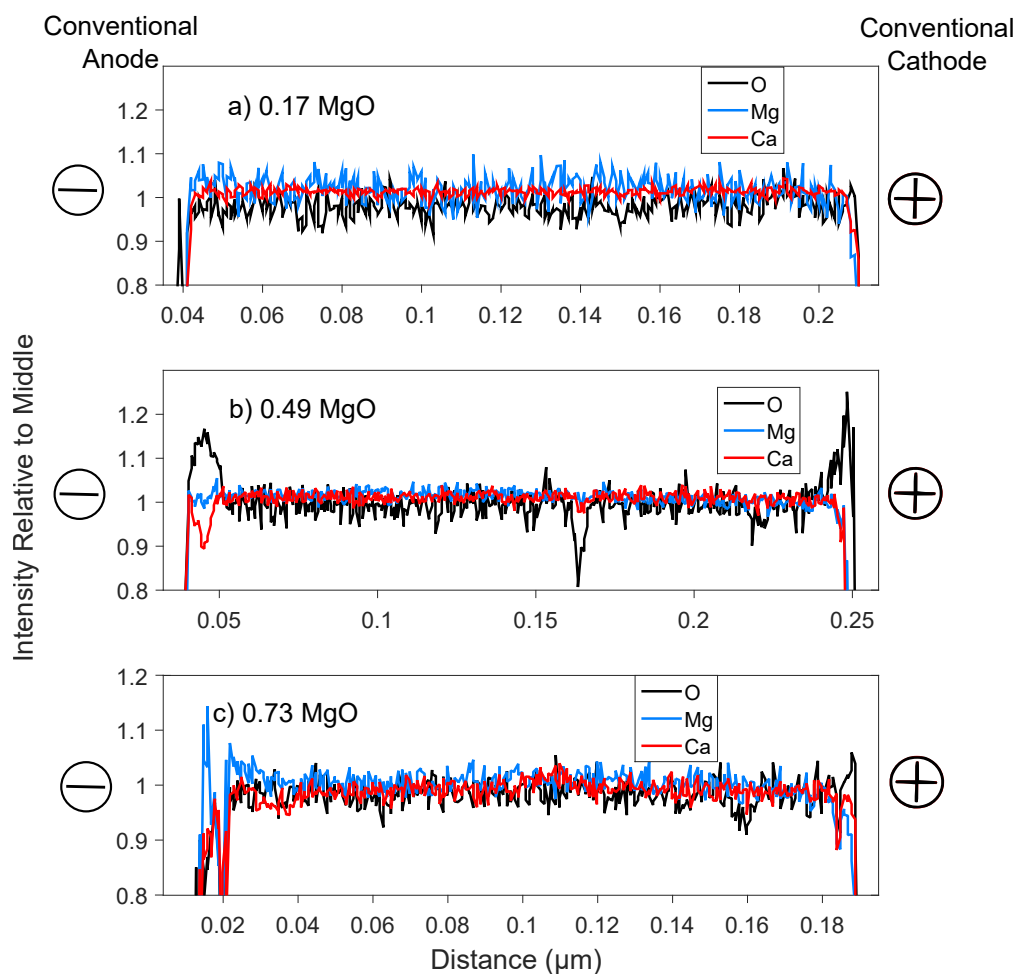 Conventional
Anode
Conventional
Cathode
a) 0.17 MgO
O
Mg
Ca
1.2
1.1
1
0.9
0.8
0.04 0.06 0.08 0.1 0.12 0.14 0.16 0.18 0.2
b) 0.49 MgO
O
Mg
Ca
1.2
1.1
1
0.9
0.8
0.05 0.1 0.15 0.2 0.25
c) 0.73 MgO
O
Mg
Ca
1.2
1.1
1
0.9
0.8
0.02 0.04 0.06 0.08 0.1 0.12 0.14 0.16 0.18
Intensity Relative to Middle
Distance (μm)